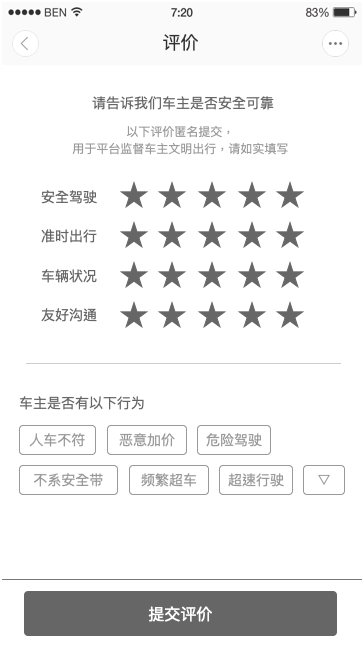 BEN 7:20 83%
评价
请告诉我们车主是否安全可靠
以下评价匿名提交，
用于平台监督车主文明出行，请如实填写
安全驾驶
准时出行
车辆状况
友好沟通
车主是否有以下行为
人车不符 恶意加价 危险驾驶
不系安全带 频繁超车 超速行驶
提交评价